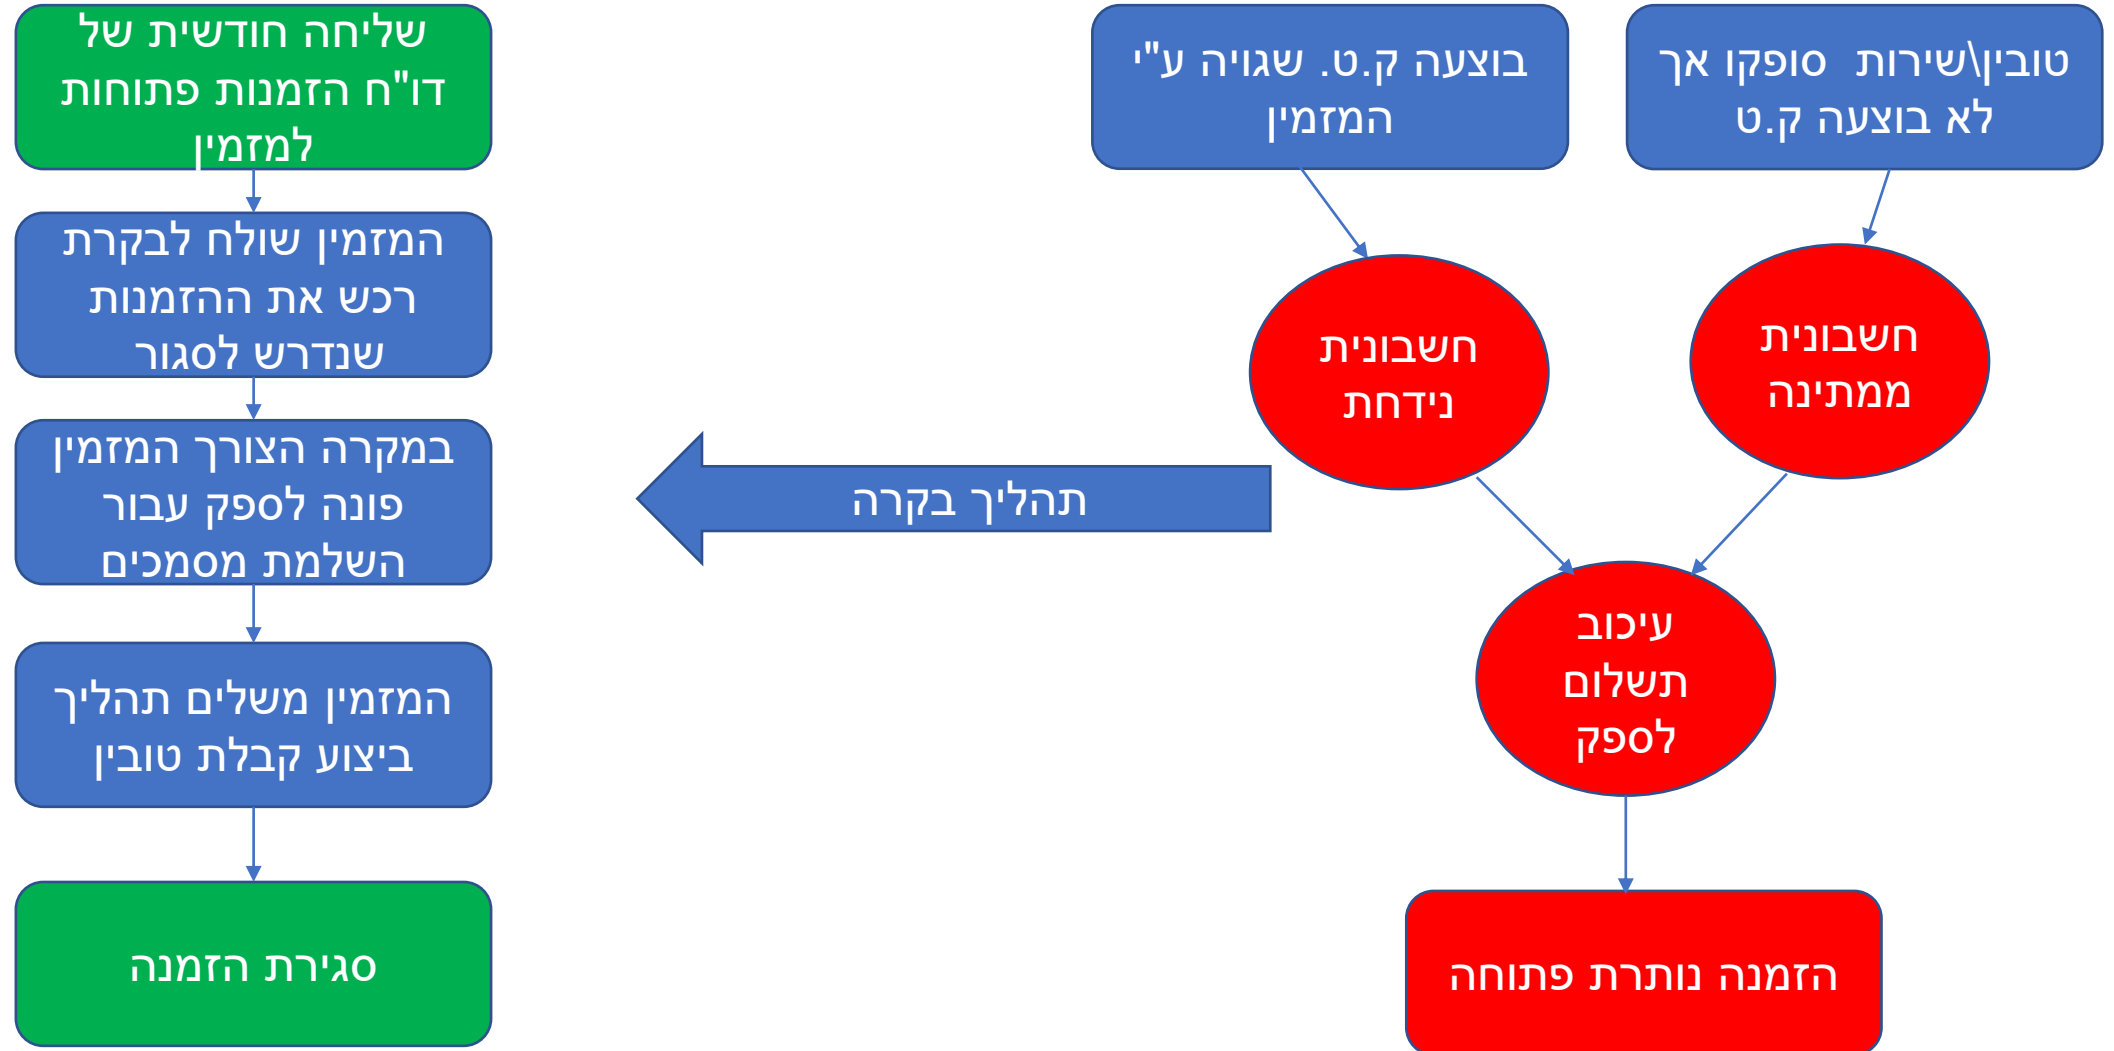 טובין\שירות סופקו אך
לא בוצעה ק.ט
בוצעה ק.ט. שגויה ע"י
המזמין
חשבונית
ממתינה
חשבונית
נידחת
עיכוב
תשלום
לספק
הזמנה נותרת פתוחה
תהליך בקרה
שליחה חודשית של
דו"ח הזמנות פתוחות
למזמין
המזמין שולח לבקרת
רכש את ההזמנות
שנדרש לסגור
במקרה הצורך המזמין
פונה לספק עבור
השלמת מסמכים
המזמין משלים תהליך
ביצוע קבלת טובין
סגירת הזמנה